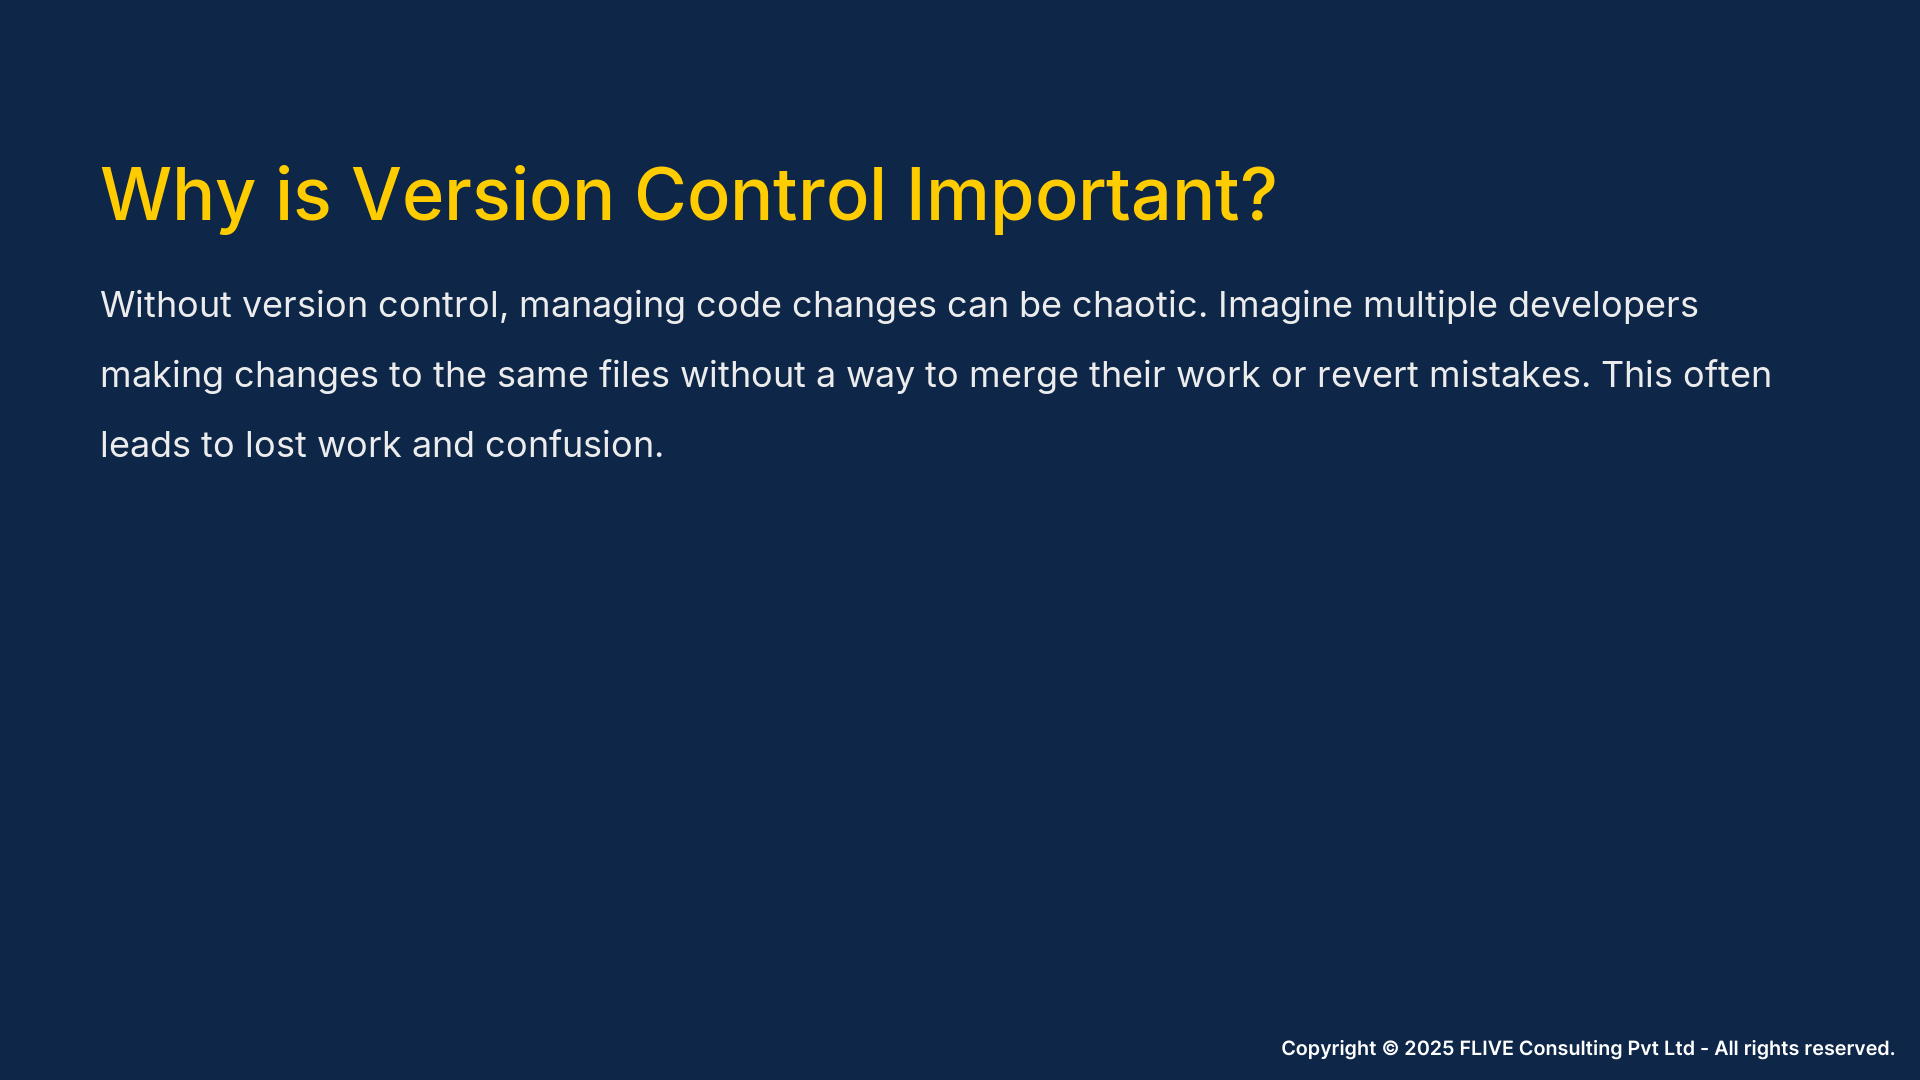 Why is Version Control Important?
Without version control, managing code changes can be chaotic. Imagine multiple developers
making changes to the same files without a way to merge their work or revert mistakes. This often
leads to lost work and confusion.
Copyright © 2025 FLIVE Consulting Pvt Ltd - All rights reserved.